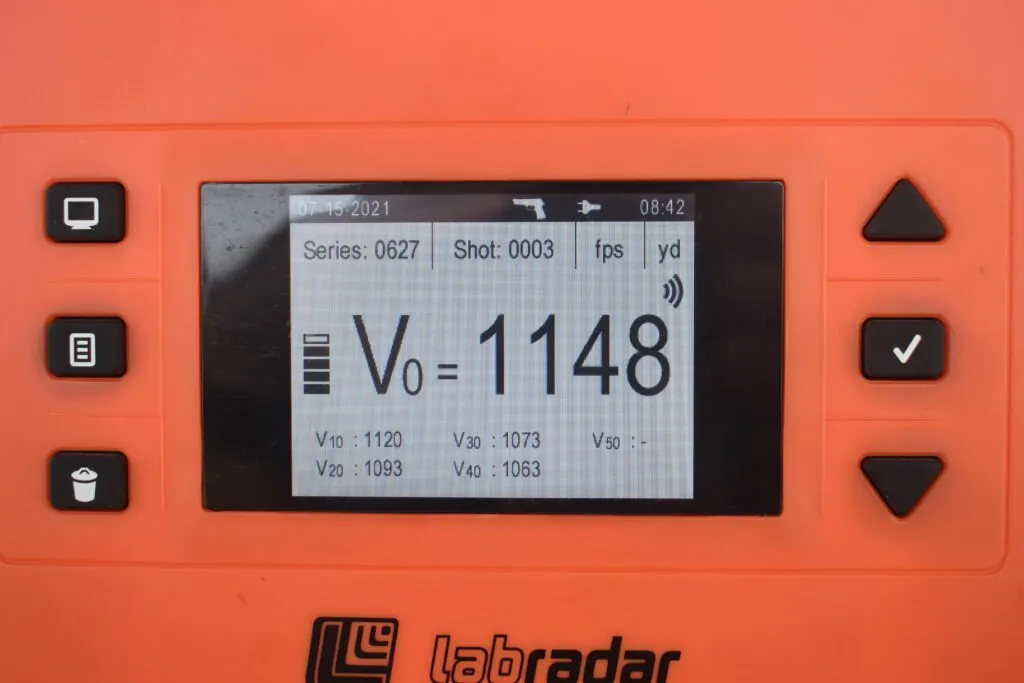 07-15-2021 08:42
Series: 0627 Shot: 0003 fps yd
V0 = 1148
V10 : 1120 V30 : 1073 V50 : -
V20 : 1093 V40 : 1063
labradar